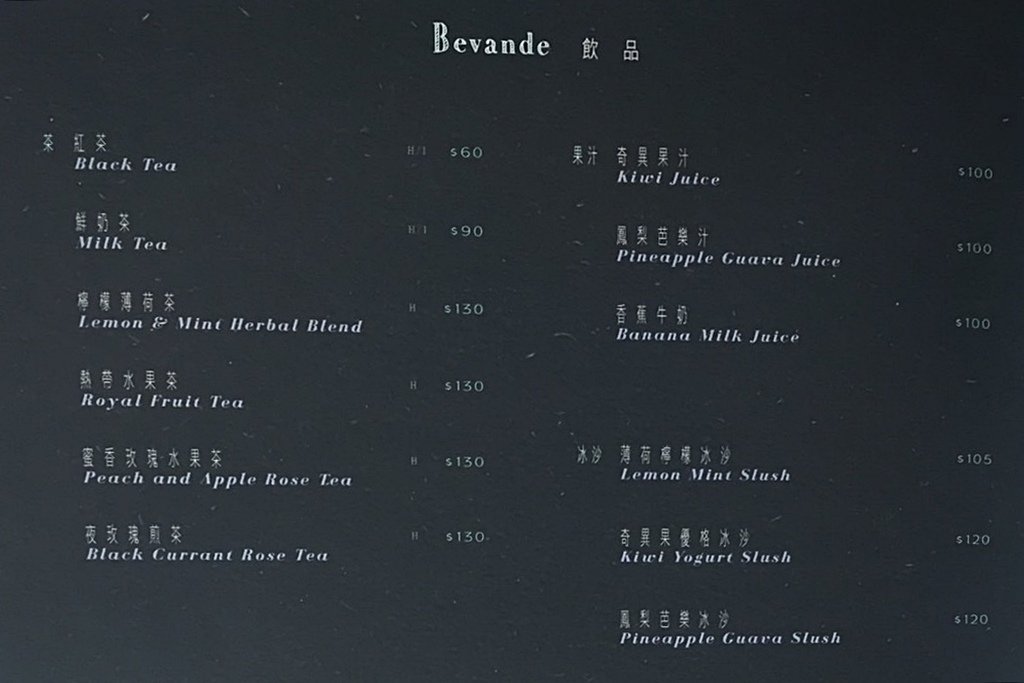 Bevande 飲品
茶 紅茶 H/I $60
Black Tea
鮮奶茶 H/I $90
Milk Tea
檸檬薄荷茶 H $130
Lemon & Mint Herbal Blend
熱帶水果茶 H $130
Royal Fruit Tea
蜜香玫瑰水果茶 H $130
Peach and Apple Rose Tea
夜玫瑰煎茶 H $130
Black Currant Rose Tea
果汁 奇異果汁 $100
Kiwi Juice
鳳梨芭樂汁 $100
Pineapple Guava Juice
香蕉牛奶 $100
Banana Milk Juice
冰沙 薄荷檸檬冰沙 $105
Lemon Mint Slush
奇異果優格冰沙 $120
Kiwi Yogurt Slush
鳳梨芭樂冰沙 $120
Pineapple Guava Slush